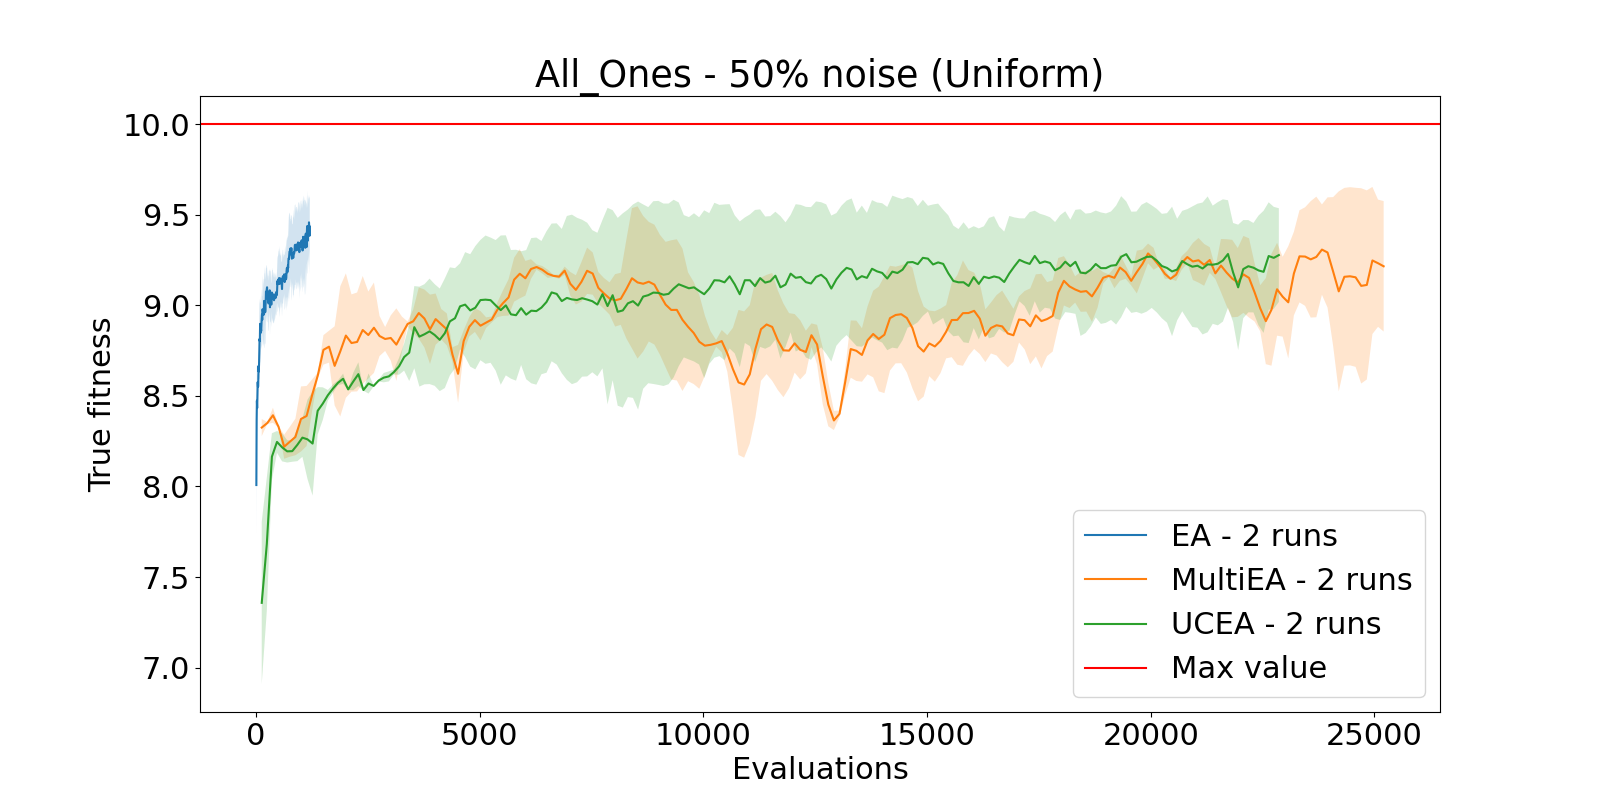 All_Ones - 50% noise (Uniform)
10.0
9.5
9.0
8.5
8.0
7.5
7.0
True fitness
EA - 2 runs
MultiEA - 2 runs
UCEA - 2 runs
Max value
0 5000 10000 15000 20000 25000
Evaluations